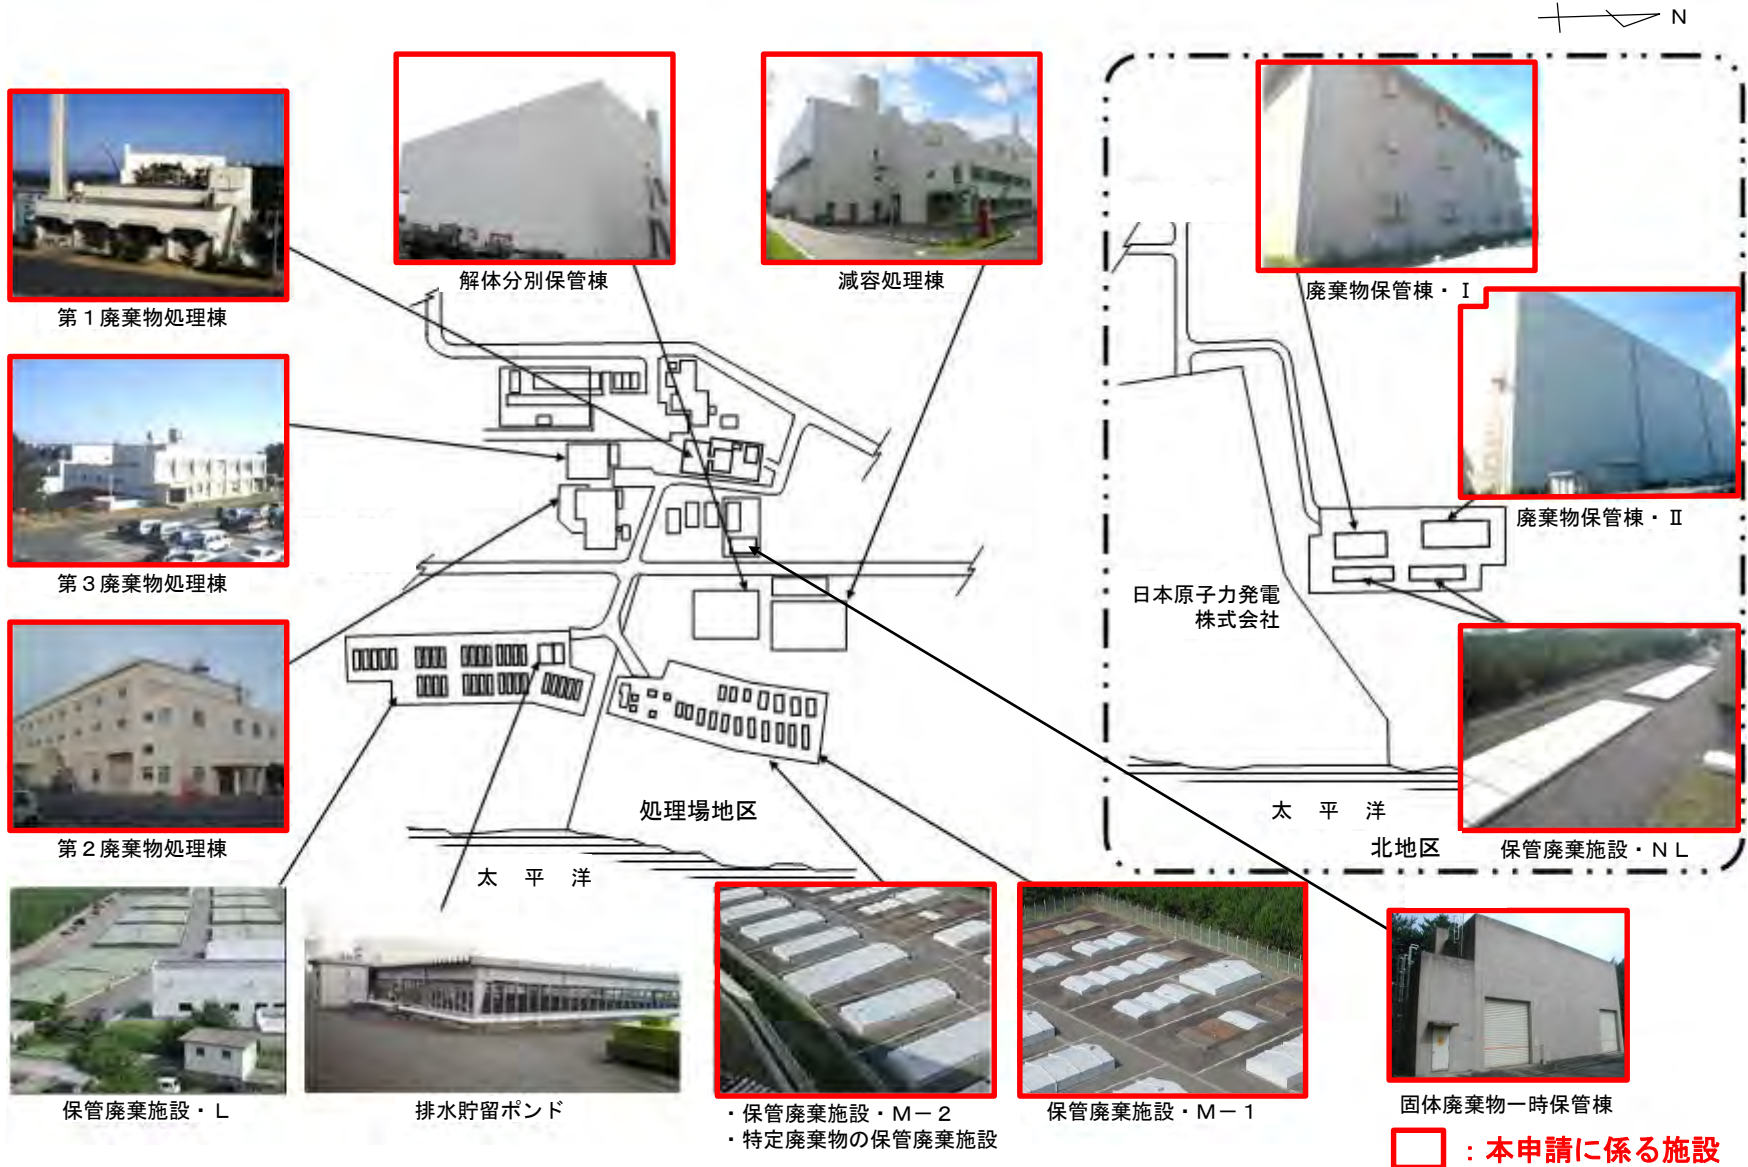 N
解体分別保管棟
減容処理棟
廃棄物保管棟・Ⅰ
第１廃棄物処理棟
廃棄物保管棟・Ⅱ
第３廃棄物処理棟
日本原子力発電
株式会社
処理場地区
太 平 洋
北地区
第２廃棄物処理棟
太 平 洋
保管廃棄施設・ＮＬ
保管廃棄施設・Ｌ
排水貯留ポンド
・保管廃棄施設・Ｍ－２
・特定廃棄物の保管廃棄施設
保管廃棄施設・Ｍ－１
固体廃棄物一時保管棟
：本申請に係る施設